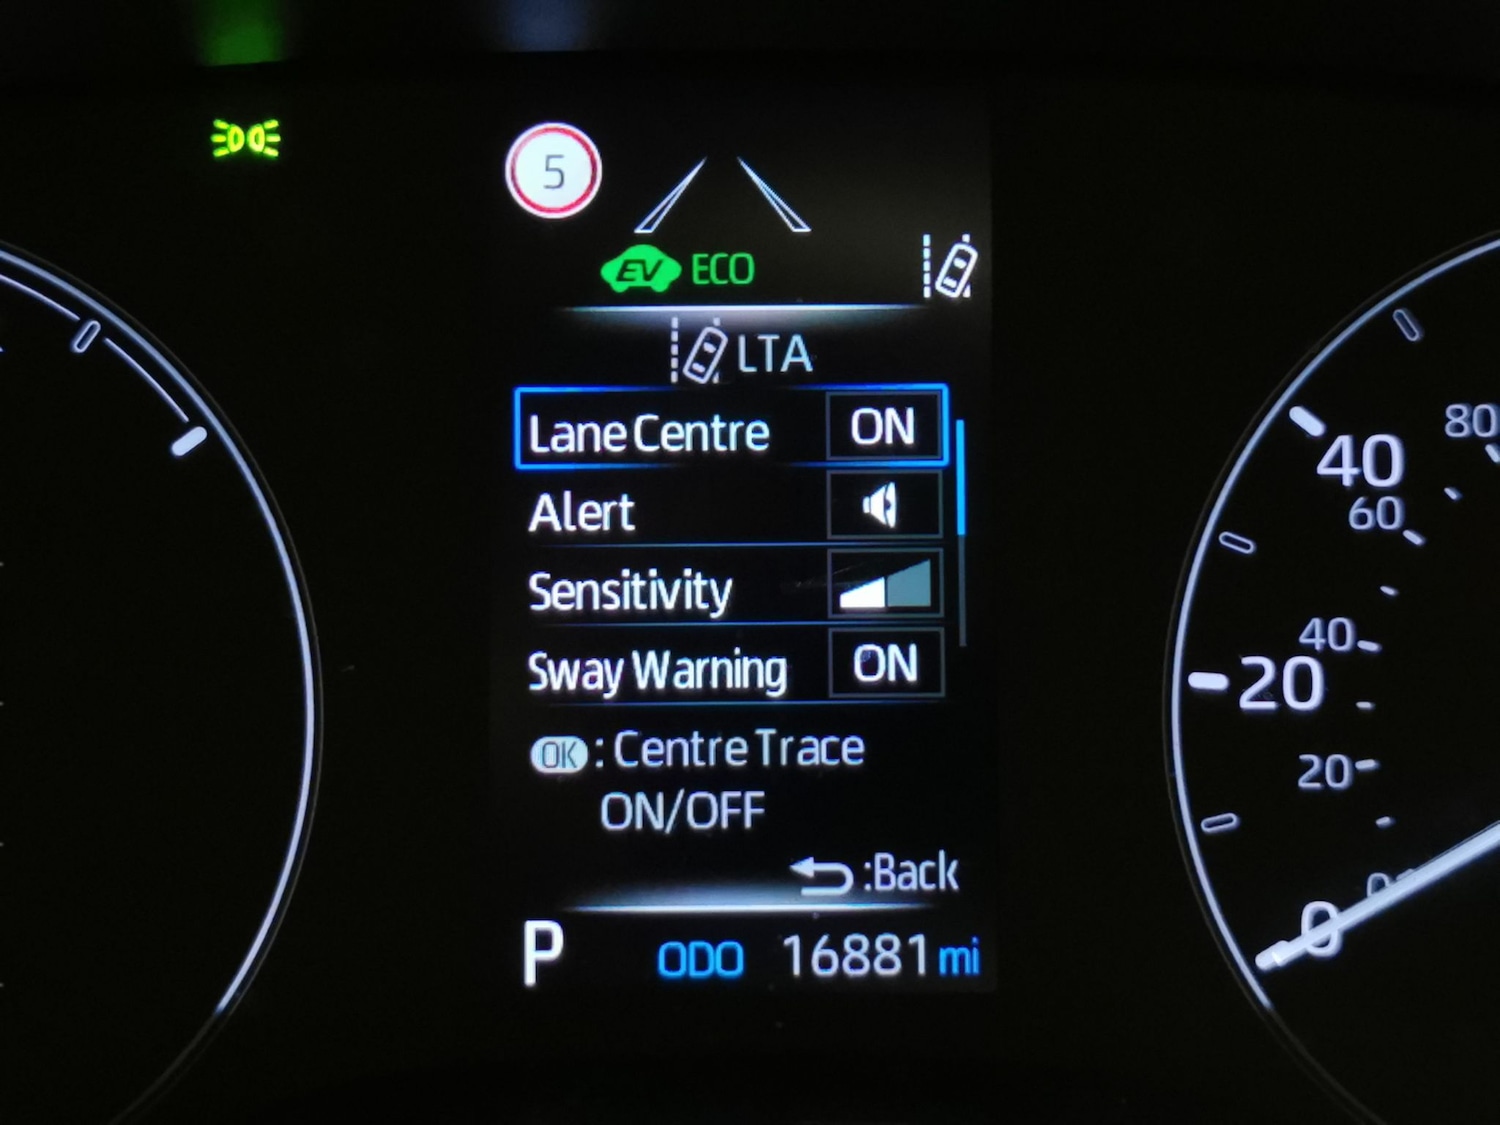 5
EV ECO
LTA
Lane Centre ON
Alert
Sensitivity
Sway Warning ON
OK : Centre Trace
ON/OFF
:Back
P ODO 16881 mi
80
40
60
40
20
20
0
0